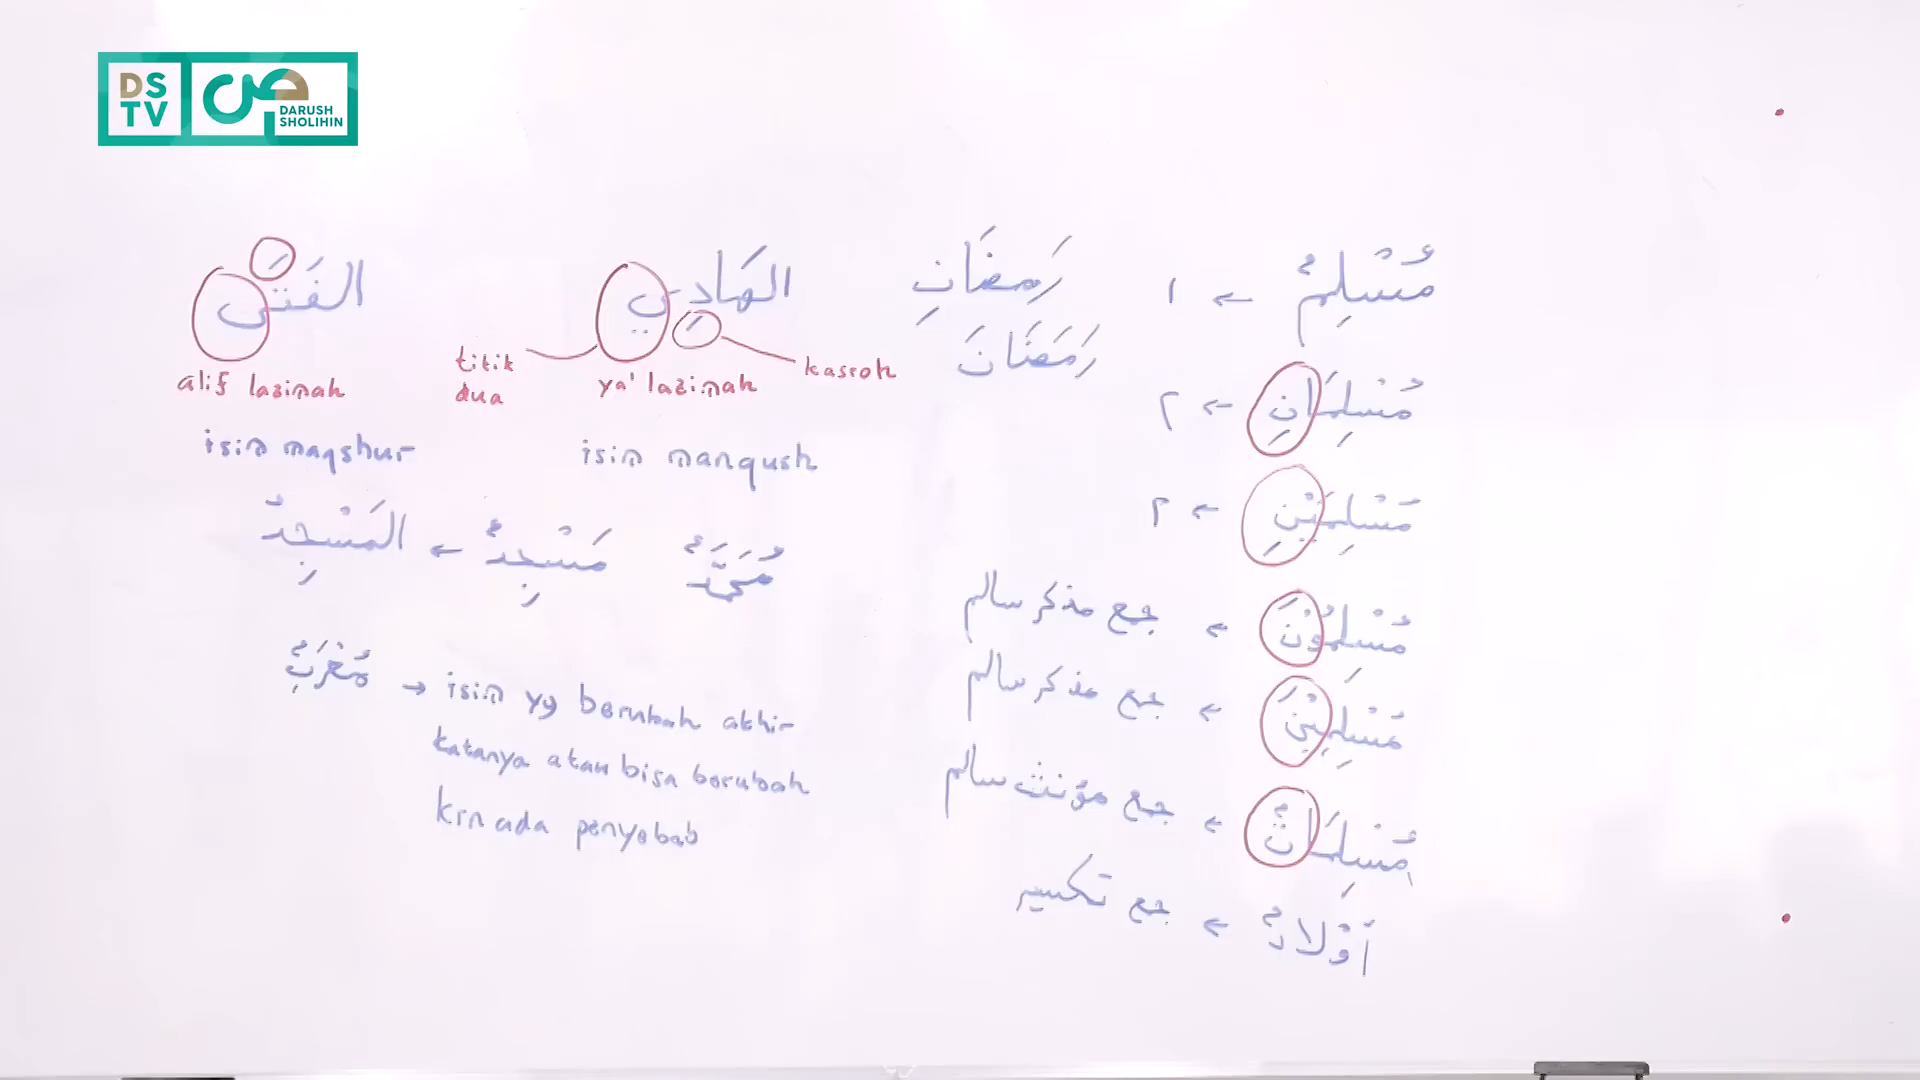 DS
TV
DARUSH
SHOLIHIN
مُسْلِمٌ ← ١
مُسْلِمَانِ ← ٢
مُسْلِمَيْنِ ← ٢
مُسْلِمُوْنَ ← جمع مذكر سالم
مُسْلِمِيْنَ ← جمع مذكر سالم
مُسْلِمَاتٌ ← جمع مؤنث سالم
أَوْلَادٌ ← جمع تكسير
رَمضَانِ
رَمَضَانَ
الهَادِي
kasroh
titik
dua
ya' lazimah
isim manqush
الفَتَى
alif lazimah
isim maqshur
مُحَمَّدٌ
مَسْجِدٌ ← المَسْجِدُ
مُعْرَبٌ → isim yg berubah akhir
katanya atau bisa berubah
krn ada penyebab